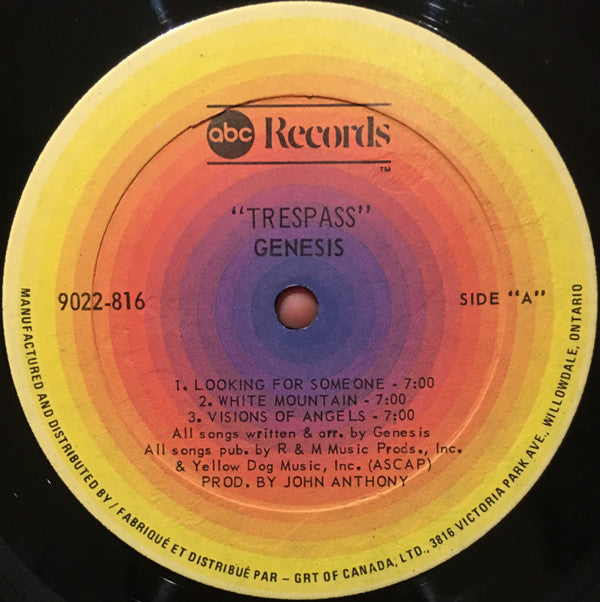 abc Records
TM
"TRESPASS"
GENESIS
9022-816
SIDE "A"
1. LOOKING FOR SOMEONE - 7:00
2. WHITE MOUNTAIN - 7:00
3. VISIONS OF ANGELS - 7:00
All songs written & arr. by Genesis
All songs pub. by R & M Music Prods., Inc.
& Yellow Dog Music, Inc. (ASCAP)
PROD. BY JOHN ANTHONY
MANUFACTURED AND DISTRIBUTED BY / FABRIQUÉ ET DISTRIBUÉ PAR - GRT OF CANADA, LTD., 3816 VICTORIA PARK AVE., WILLOWDALE, ONTARIO